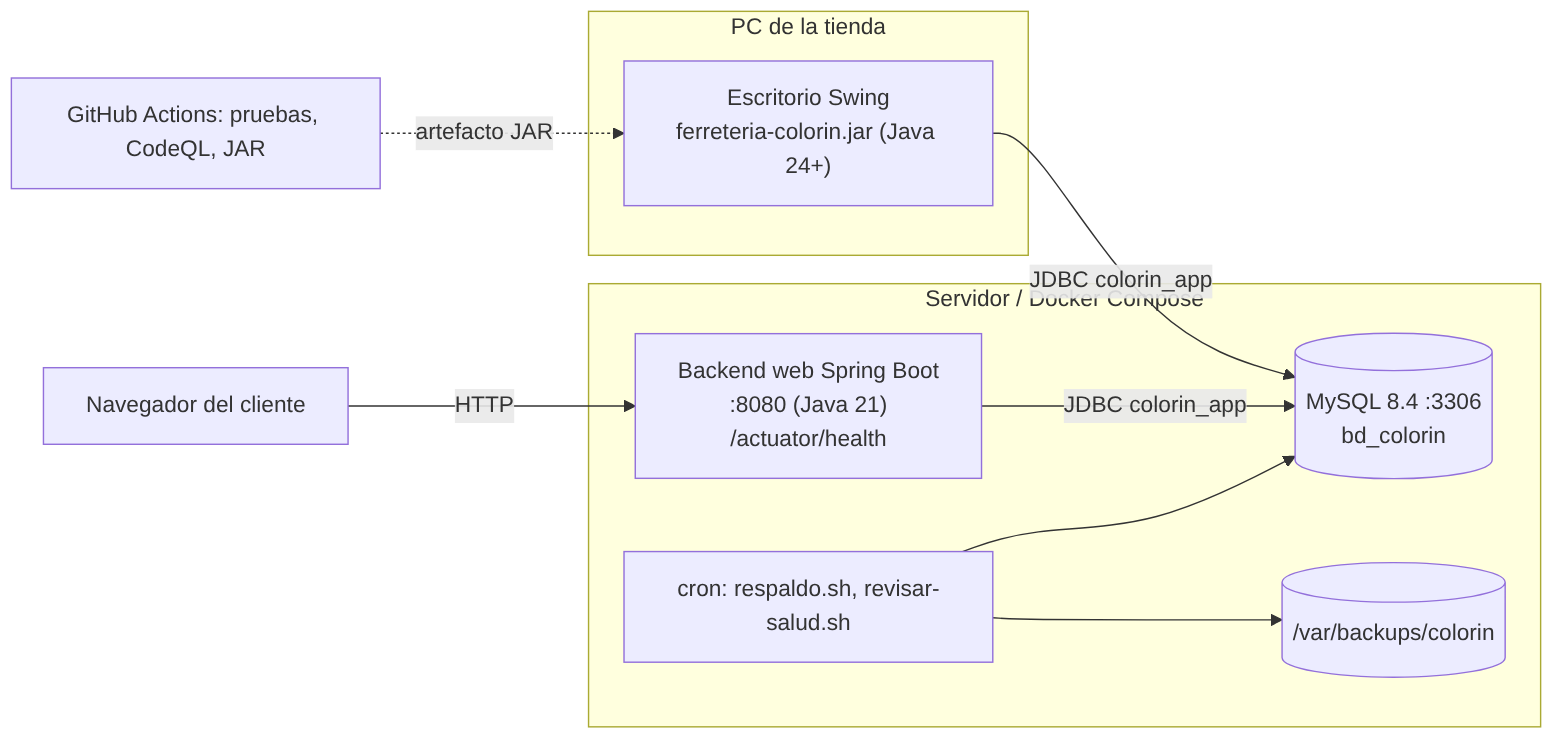 PC de la tienda
GitHub Actions: pruebas,
CodeQL, JAR
artefacto JAR
Escritorio Swing
ferreteria-colorin.jar (Java
24+)
JDBC colorin_app
Servidor / Docker Compose
Navegador del cliente
HTTP
Backend web Spring Boot
:8080 (Java 21)
/actuator/health
JDBC colorin_app
MySQL 8.4 :3306
bd_colorin
cron: respaldo.sh, revisar-
salud.sh
/var/backups/colorin